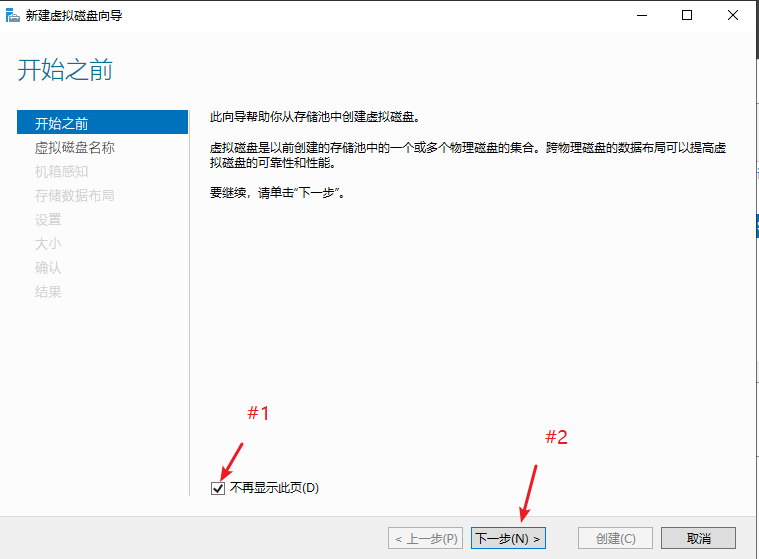 新建虚拟磁盘向导
开始之前
开始之前
虚拟磁盘名称
机箱感知
存储数据布局
设置
大小
确认
结果
此向导帮助你从存储池中创建虚拟磁盘。
虚拟磁盘是以前创建的存储池中的一个或多个物理磁盘的集合。跨物理磁盘的数据布局可以提高虚
拟磁盘的可靠性和性能。
要继续，请单击“下一步”。
#1
#2
不再显示此页(D)
< 上一步(P)
下一步(N) >
创建(C)
取消